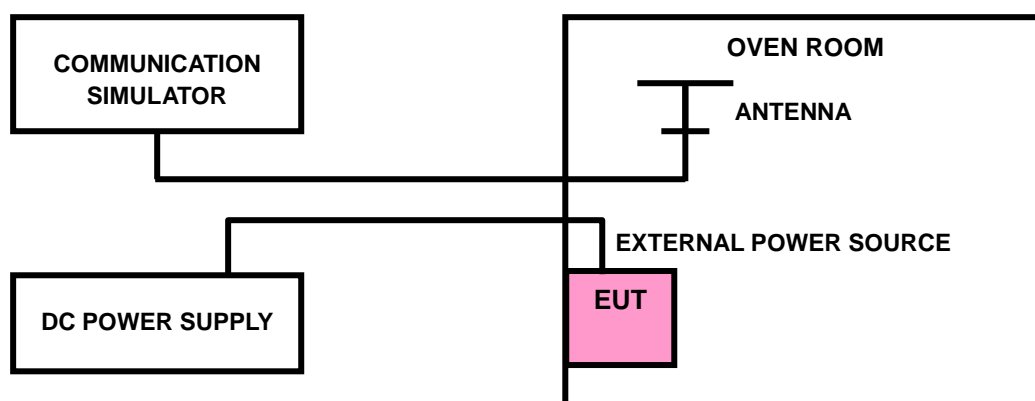 COMMUNICATION
SIMULATOR
OVEN ROOM
ANTENNA
EXTERNAL POWER SOURCE
DC POWER SUPPLY
EUT